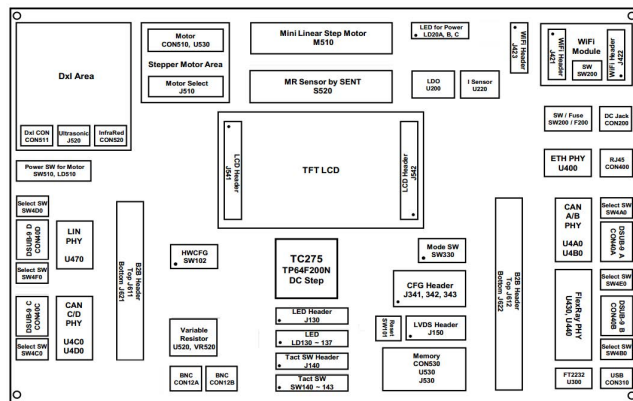 Motor
CON510, U530
Stepper Motor Area
Motor Select
J510
Mini Linear Step Motor
M510
MR Sensor by SENT
S520
LED for Power
LD20A, B, C
LDO
U200
I Sensor
U220
WiFi Header
J423
WiFi Header
J421
WiFi
Module
SW
SW200
WiFi Header
J422
DxI Area
DxI CON
CON511
Ultrasonic
J520
InfraRed
CON520
Power SW for Motor
SW510, LD510
SW / Fuse
SW200 / F200
DC Jack
CON200
ETH PHY
U400
RJ45
CON400
LCD Header
J541
TFT LCD
LCD Header
J542
Select SW
SW4D0
DSUB-9 D
CON40D
Select SW
SW4F0
LIN
PHY
U470
DSUB-9 C
CON40C
Select SW
SW4C0
CAN
C/D PHY
U4C0
U4D0
B2B Header
Top J611
Bottom J621
HWCFG
SW102
Variable
Resistor
U520, VR520
BNC
CON12A
BNC
CON12B
TC275
TP64F200N
DC Step
LED Header
J130
LED
LD130 ~ 137
Tact SW Header
J140
Tact SW
SW140 ~ 143
Mode SW
SW330
CFG Header
J341, 342, 343
Reset
SW101
LVDS Header
J150
Memory
CON530
U530
J530
B2B Header
Top J612
Bottom J622
CAN
A/B PHY
U4A0
U4B0
Select SW
SW4A0
DSUB-9 A
CON40A
Select SW
SW4E0
FlexRay PHY
U430, U440
DSUB-9 B
CON40B
Select SW
SW4B0
FT2232
U300
USB
CON310